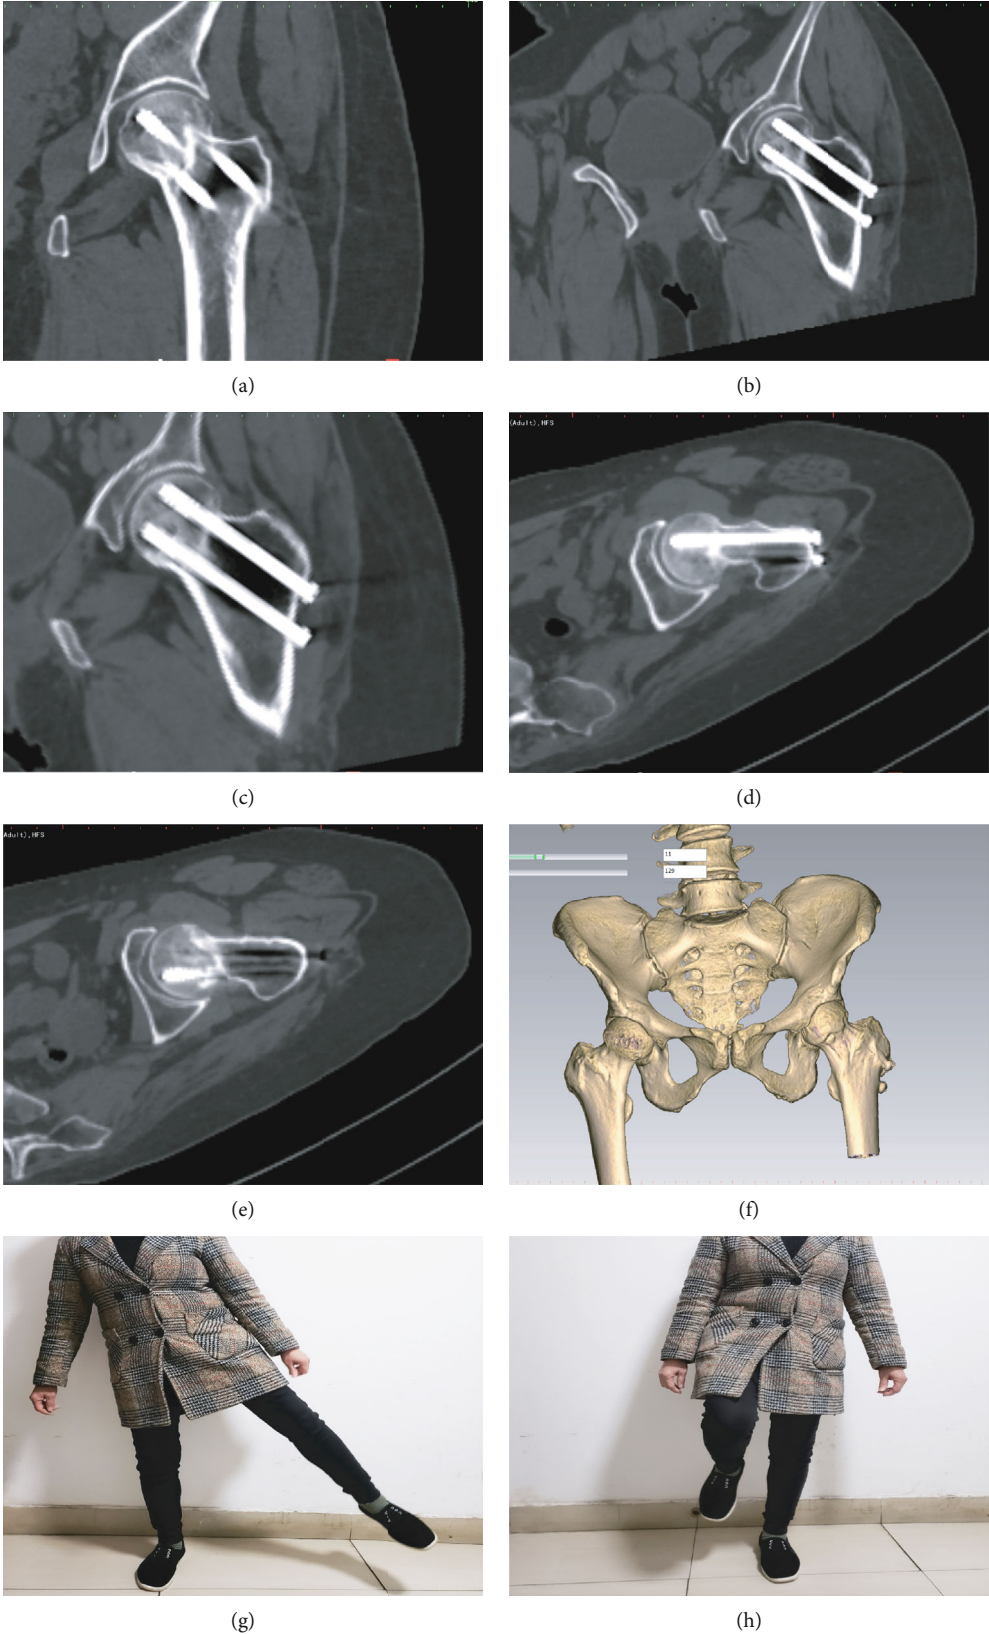 (a)
(b)
(Adult),HFS
(c)
(d)
Adult),HFS
11
129
(e)
(f)
(g)
(h)